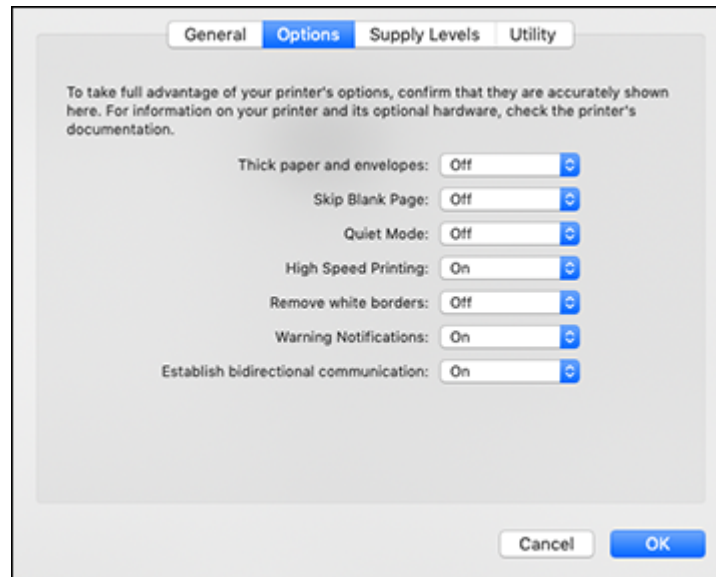 General Options Supply Levels Utility
To take full advantage of your printer's options, confirm that they are accurately shown
here. For information on your printer and its optional hardware, check the printer's
documentation.
Thick paper and envelopes: Off
Skip Blank Page: Off
Quiet Mode: Off
High Speed Printing: On
Remove white borders: Off
Warning Notifications: On
Establish bidirectional communication: On
Cancel OK